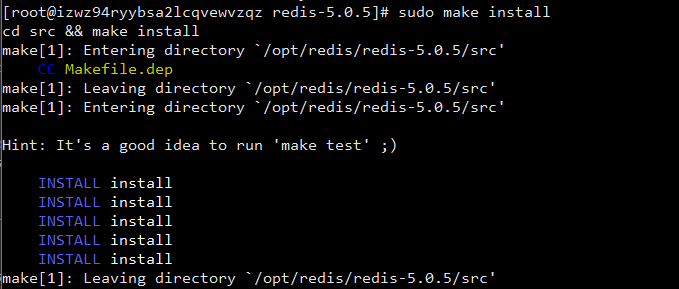 [root@izwz94ryybsa2lcqvewvzqz redis-5.0.5]# sudo make install
cd src && make install
make[1]: Entering directory `/opt/redis/redis-5.0.5/src'
    CC Makefile.dep
make[1]: Leaving directory `/opt/redis/redis-5.0.5/src'
make[1]: Entering directory `/opt/redis/redis-5.0.5/src'
Hint: It's a good idea to run 'make test' ;)
    INSTALL install
    INSTALL install
    INSTALL install
    INSTALL install
    INSTALL install
make[1]: Leaving directory `/opt/redis/redis-5.0.5/src'